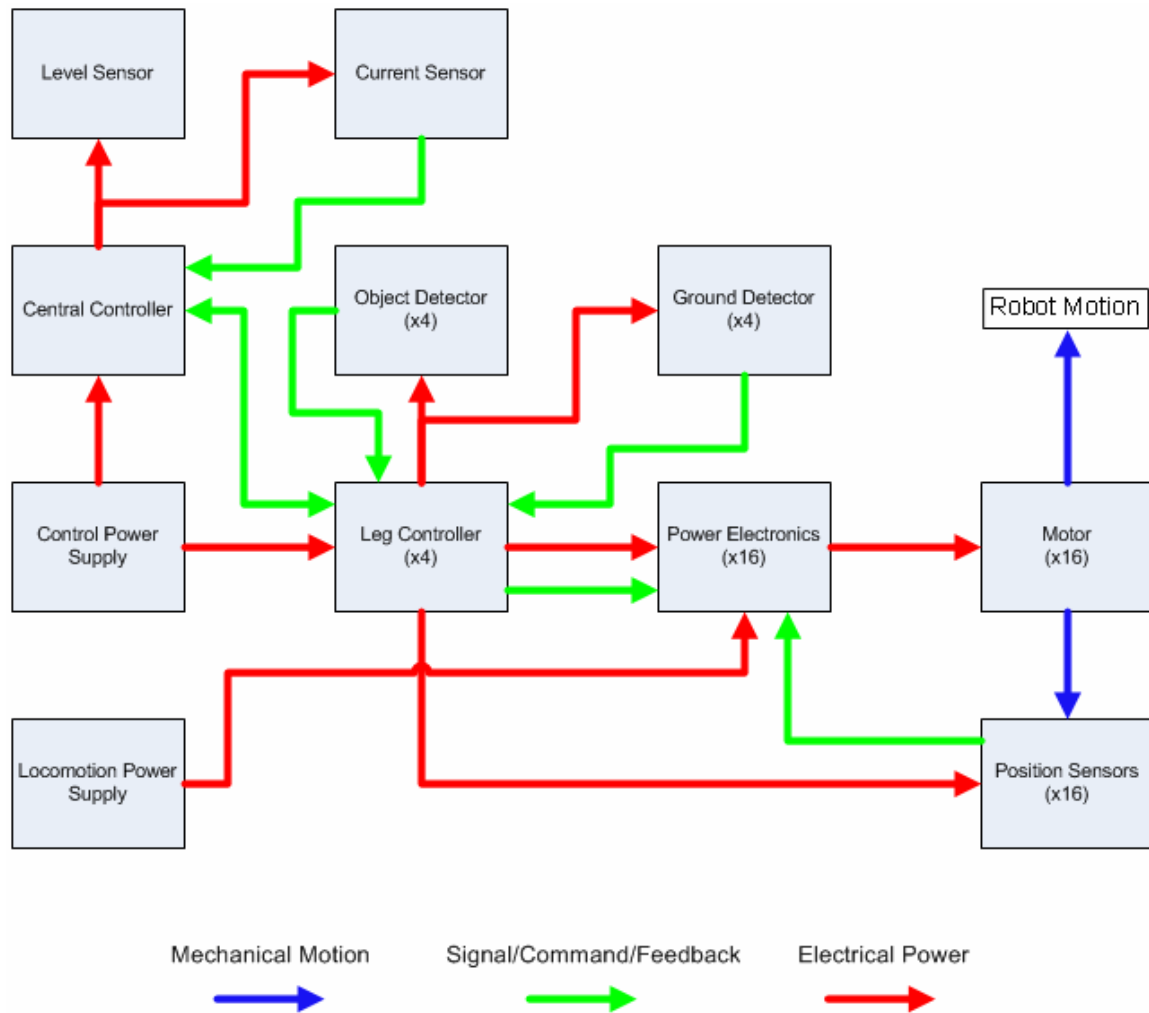 Level Sensor
Current Sensor
Central Controller
Object Detector
(x4)
Ground Detector
(x4)
Robot Motion
Control Power
Supply
Leg Controller
(x4)
Power Electronics
(x16)
Motor
(x16)
Locomotion Power
Supply
Position Sensors
(x16)
Mechanical Motion
Signal/Command/Feedback
Electrical Power